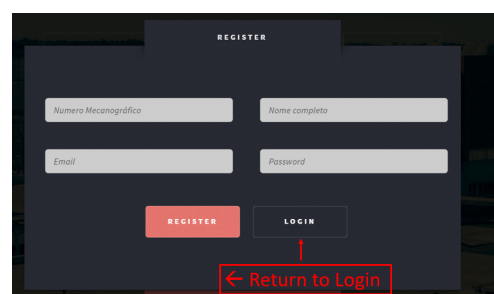 REGISTER
Numero Mecanográfico
Nome completo
Email
Password
REGISTER
LOGIN
← Return to Login